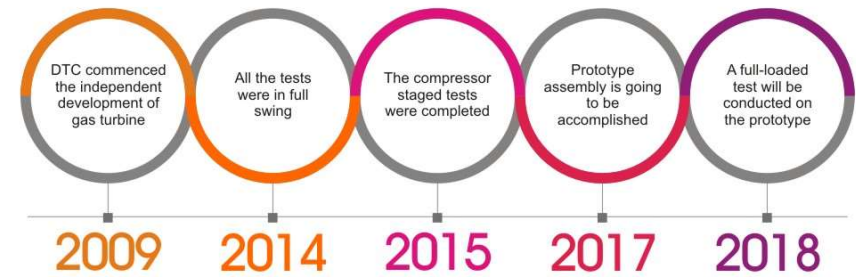 DTC commenced
the independent
development of
gas turbine
All the tests
were in full
swing
The compressor
staged tests
were completed
Prototype
assembly is going
to be
accomplished
A full-loaded
test will be
conducted on
the prototype
2009
2014
2015
2017
2018